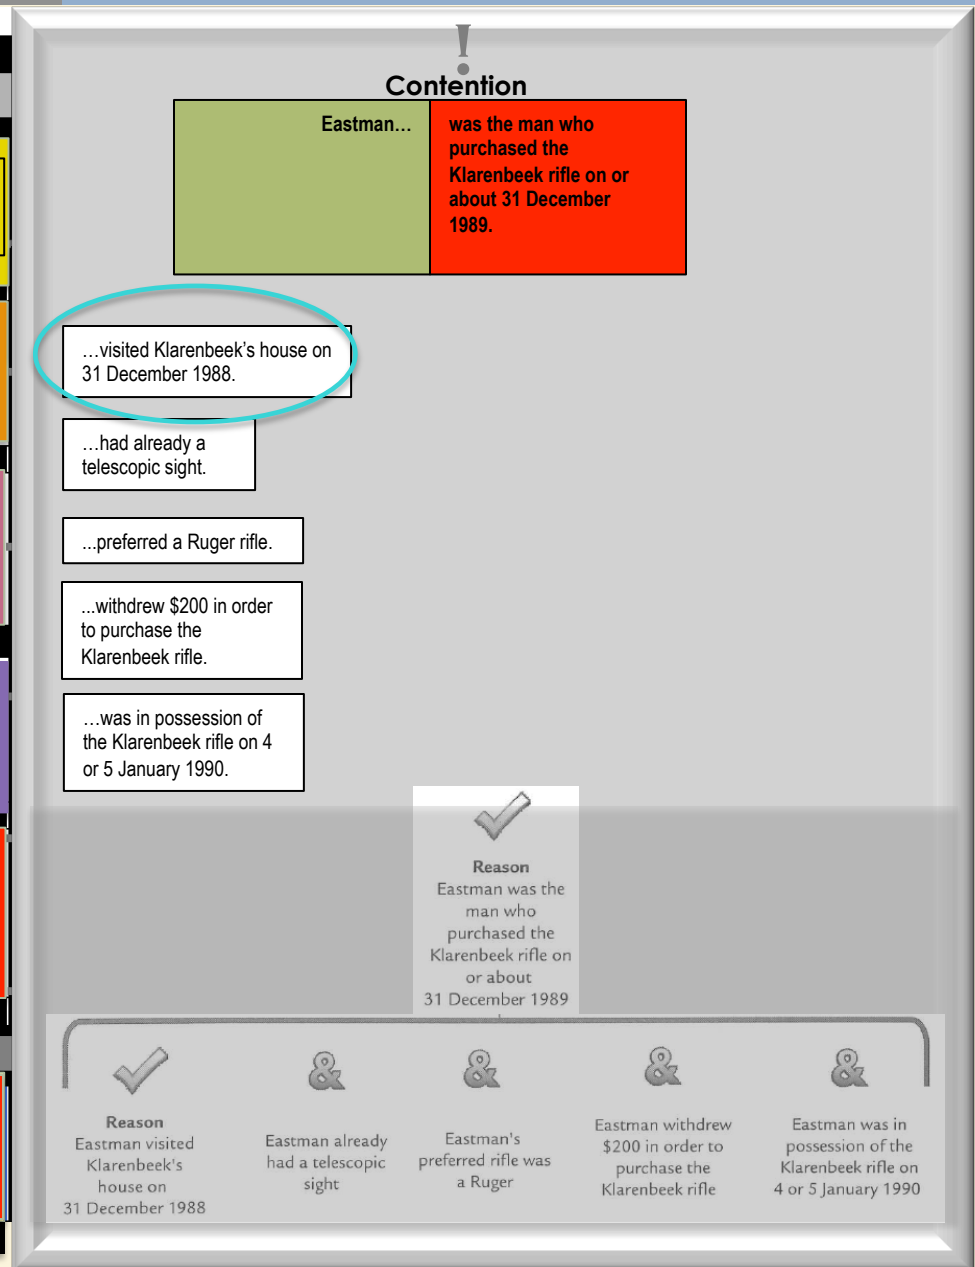 Contention
Eastman…
was the man who
purchased the
Klarenbeek rifle on or
about 31 December
1989.
…visited Klarenbeek’s house on
31 December 1988.
…had already a
telescopic sight.
...preferred a Ruger rifle.
...withdrew $200 in order
to purchase the
Klarenbeek rifle.
…was in possession of
the Klarenbeek rifle on 4
or 5 January 1990.
Reason
Eastman was the
man who
purchased the
Klarenbeek rifle on
or about
31 December 1989
Reason
Eastman visited
Klarenbeek's
house on
31 December 1988
&
Eastman already
had a telescopic
sight
&
Eastman's
preferred rifle was
a Ruger
&
Eastman withdrew
$200 in order to
purchase the
Klarenbeek rifle
&
Eastman was in
possession of the
Klarenbeek rifle on
4 or 5 January 1990